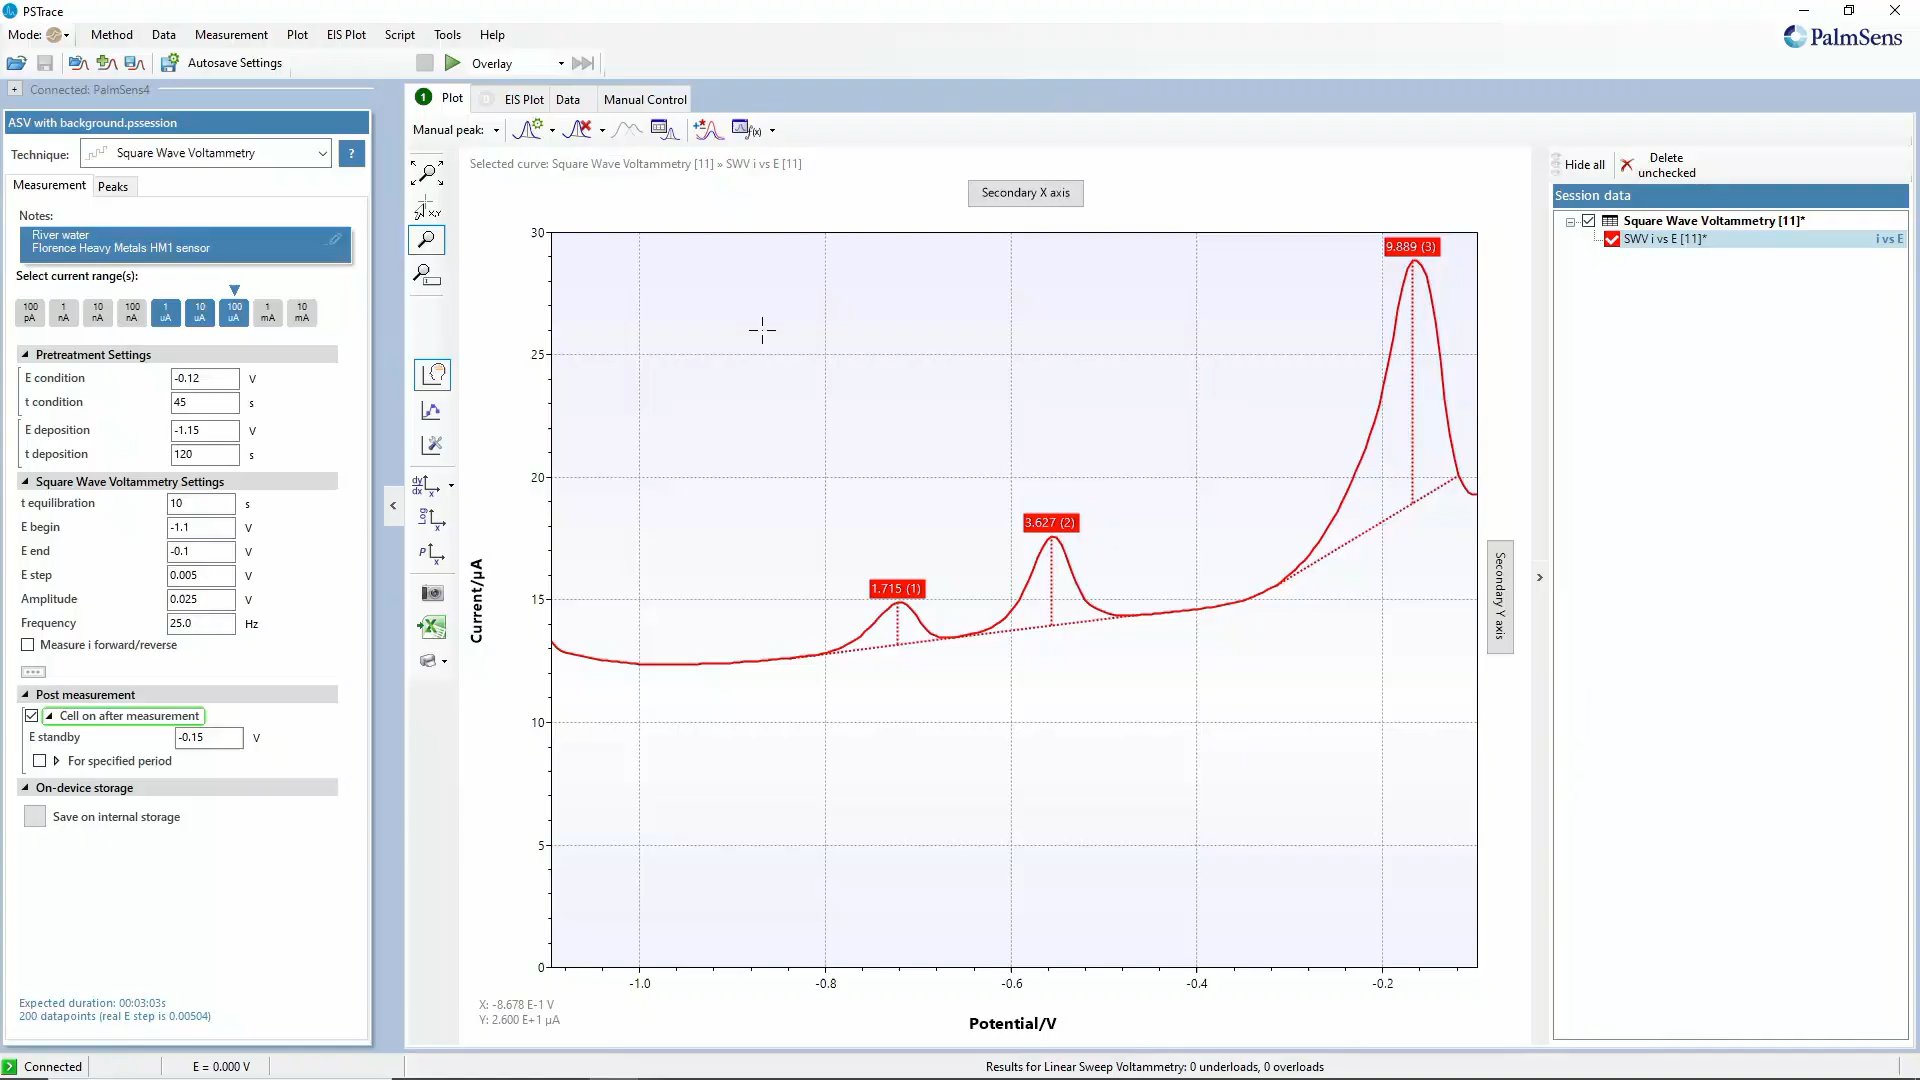 PSTrace
Mode:
Method
Data
Measurement
Plot
EIS Plot
Script
Tools
Help
PalmSens
Autosave Settings
Overlay
Connected: PalmSens4
ASV with background.pssession
Technique:
Square Wave Voltammetry
?
Measurement
Peaks
Notes:
River water
Florence Heavy Metals HM1 sensor
Select current range(s):
100 pA
1 nA
10 nA
100 nA
1 uA
10 uA
100 uA
1 mA
10 mA
Pretreatment Settings
E condition -0.12 V
t condition 45 s
E deposition -1.15 V
t deposition 120 s
Square Wave Voltammetry Settings
t equilibration 10 s
E begin -1.1 V
E end -0.1 V
E step 0.005 V
Amplitude 0.025 V
Frequency 25.0 Hz
Measure i forward/reverse
Post measurement
Cell on after measurement
E standby -0.15 V
For specified period
On-device storage
Save on internal storage
Expected duration: 00:03:03s
200 datapoints (real E step is 0.00504)
1 Plot
EIS Plot
Data
Manual Control
Manual peak:
f(x)
X,Y
dy/dx x
Log x
P x
Selected curve: Square Wave Voltammetry [11] » SWV i vs E [11]
Secondary X axis
30
25
20
15
10
5
0
Current/µA
9.889 (3)
3.627 (2)
1.715 (1)
Secondary Y axis
-1.0
-0.8
-0.6
-0.4
-0.2
X: -8.678 E-1 V
Y: 2.600 E+1 µA
Potential/V
Hide all
Delete
unchecked
Session data
Square Wave Voltammetry [11]*
SWV i vs E [11]* i vs E
Connected
E = 0.000 V
Results for Linear Sweep Voltammetry: 0 underloads, 0 overloads